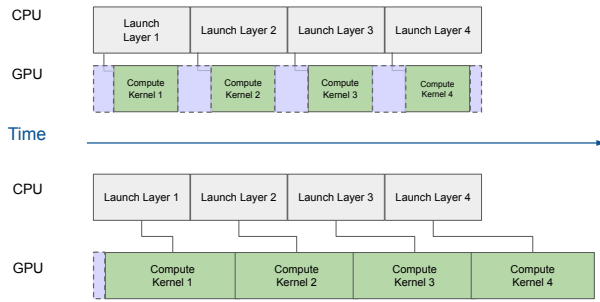 CPU
Launch
Layer 1
Launch Layer 2
Launch Layer 3
Launch Layer 4
GPU
Compute
Kernel 1
Compute
Kernel 2
Compute
Kernel 3
Compute
Kernel 4
Time
CPU
Launch Layer 1
Launch Layer 2
Launch Layer 3
Launch Layer 4
GPU
Compute
Kernel 1
Compute
Kernel 2
Compute
Kernel 3
Compute
Kernel 4